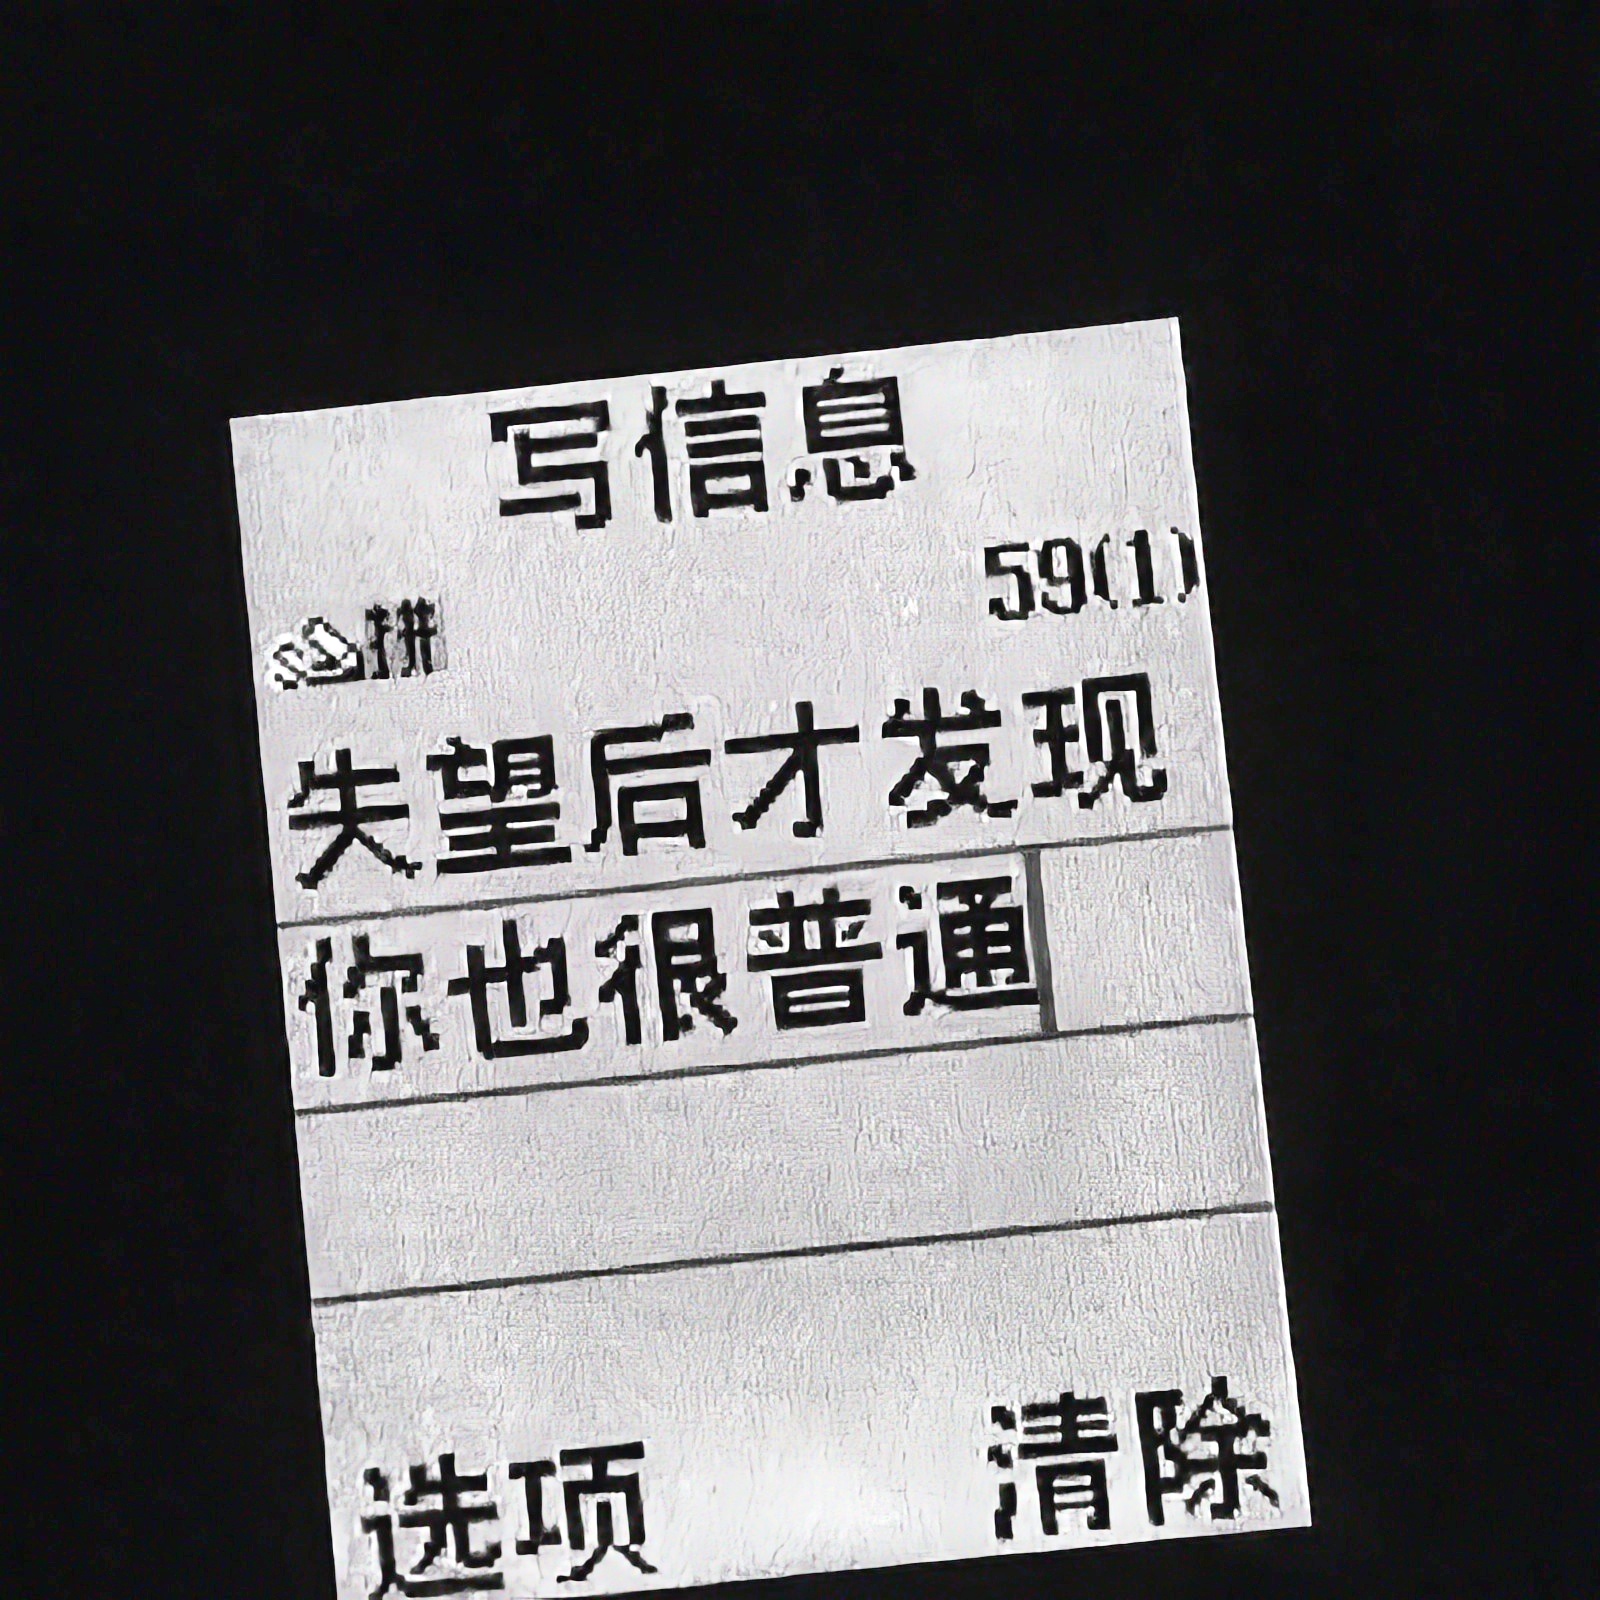 写信息
59(1)
拼
失望后才发现
你也很普通
选项 清除